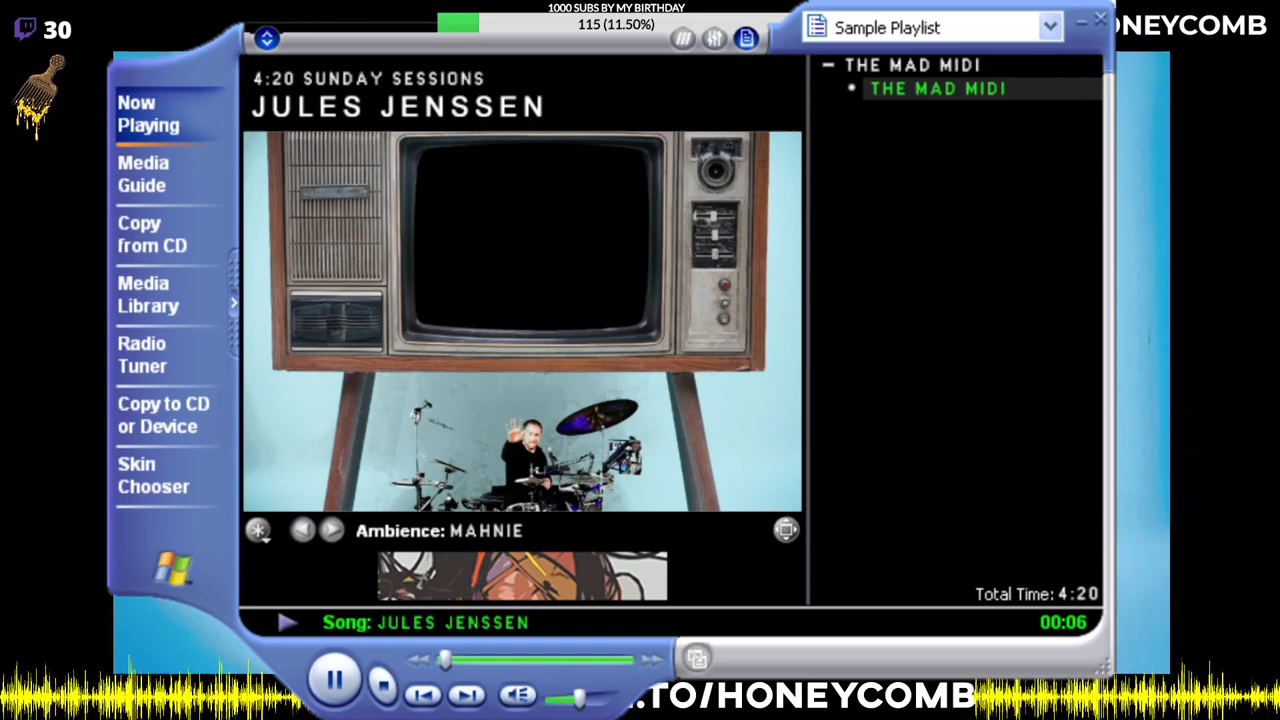 1000 SUBS BY MY BIRTHDAY
115 (11.50%)
30
Sample Playlist
ONEYCOMB
4:20 SUNDAY SESSIONS
JULES JENSSEN
THE MAD MIDI
THE MAD MIDI
Now
Playing
Media
Guide
Copy
from CD
Media
Library
Radio
Tuner
Copy to CD
or Device
Skin
Chooser
Ambience: MAHNIE
Total Time: 4:20
Song: JULES JENSSEN
00:06
.TO/HONEYCOMB